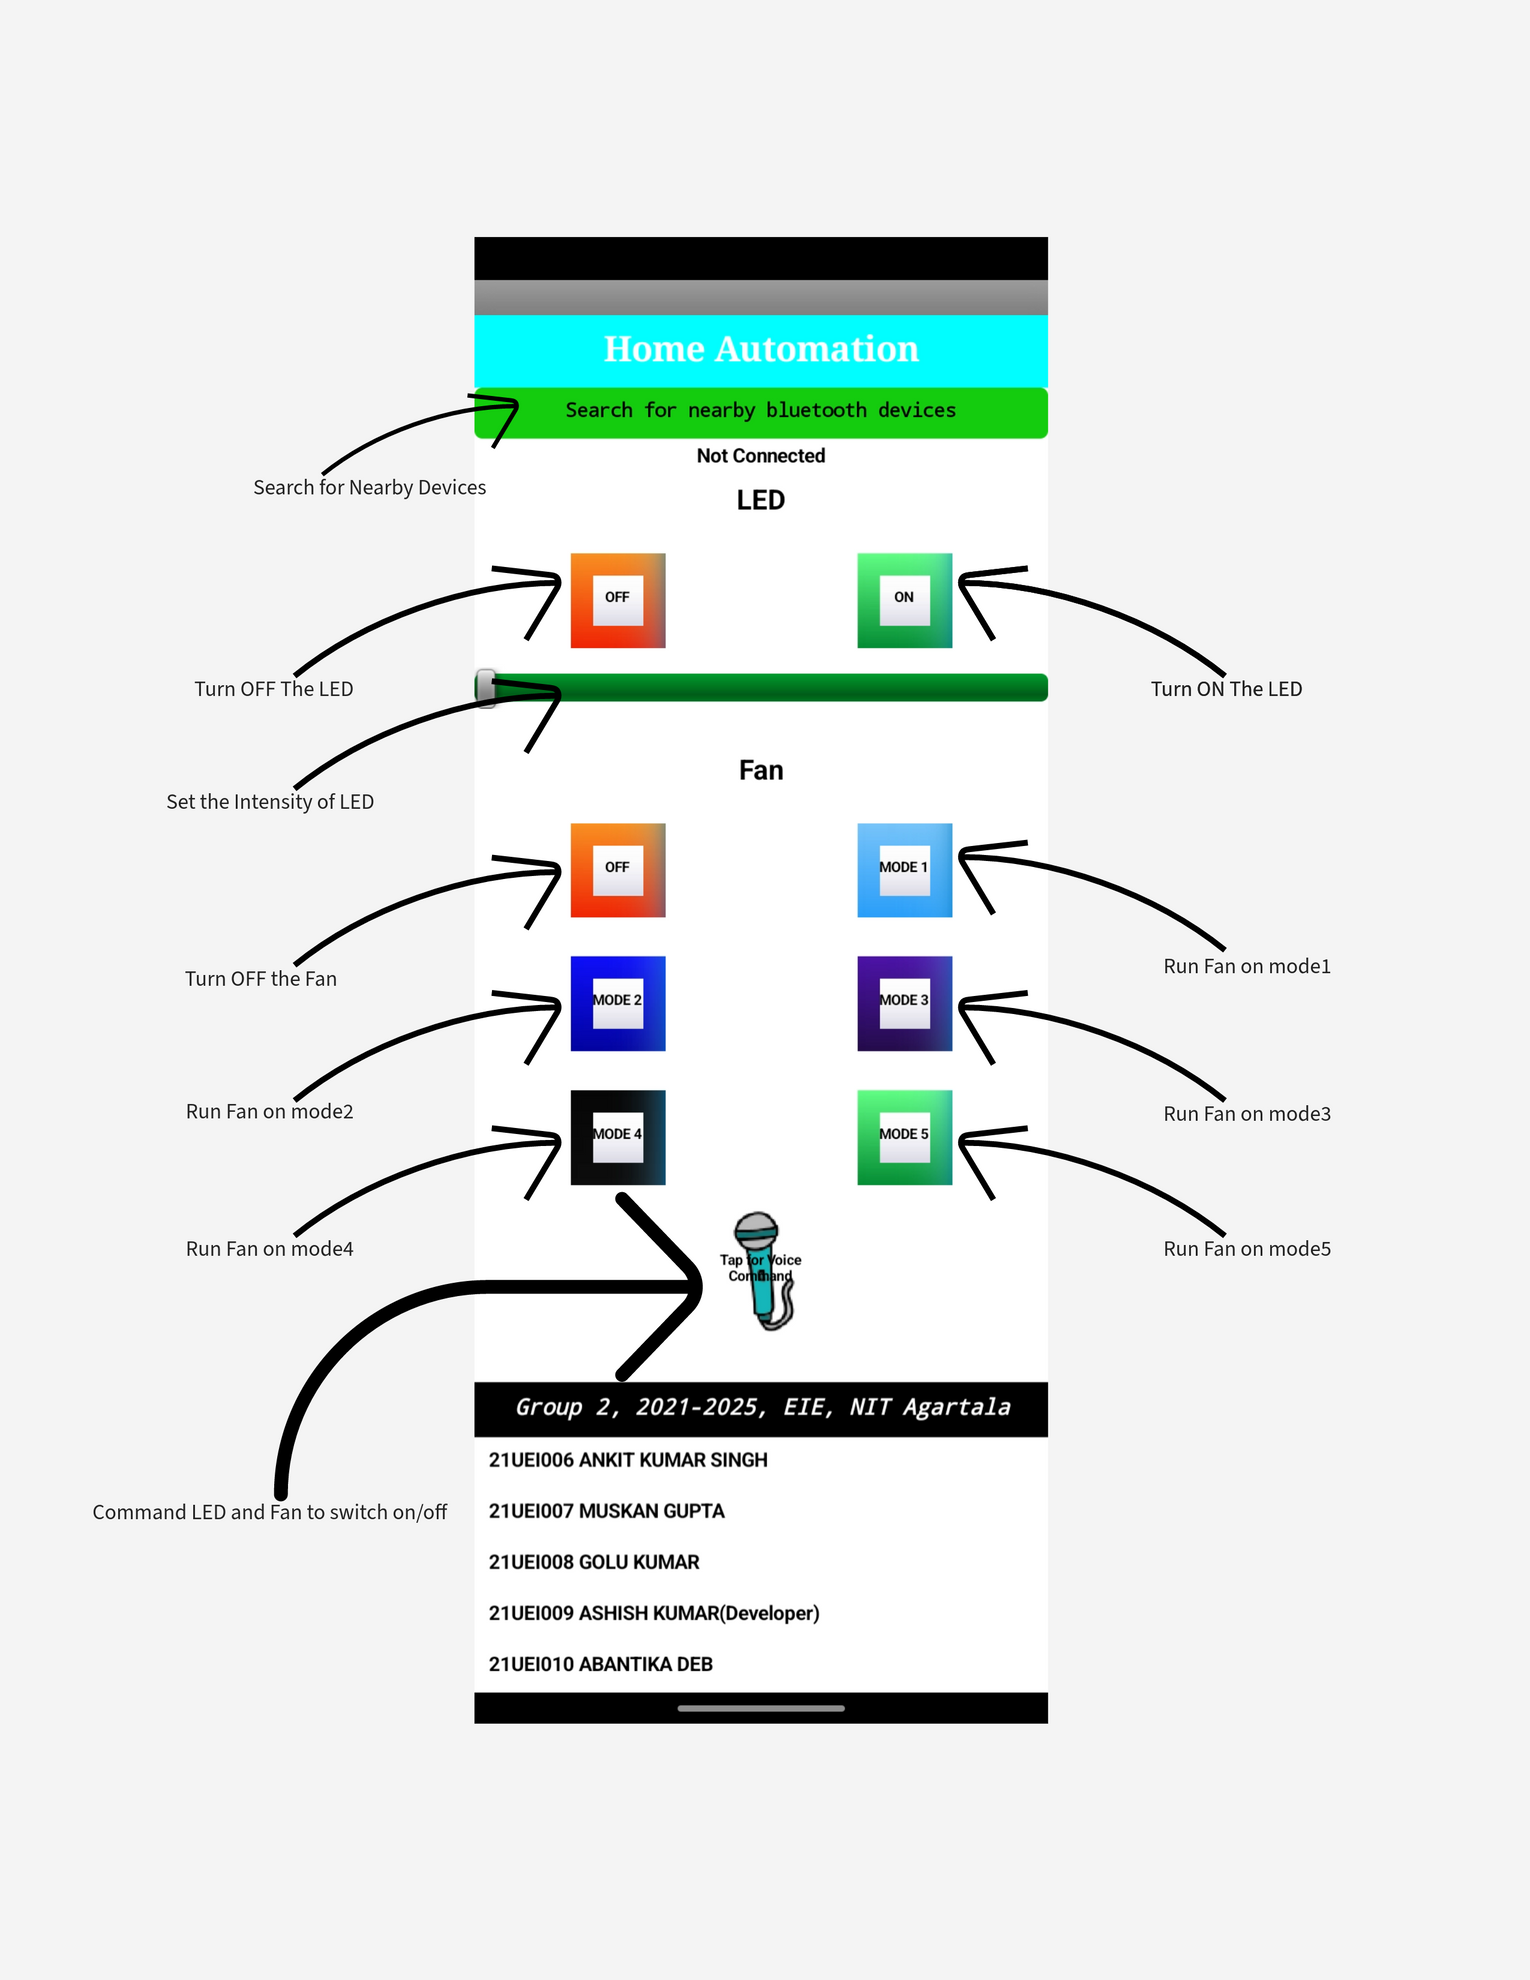 Home Automation
Search for nearby bluetooth devices
Not Connected
Search for Nearby Devices
LED
OFF
ON
Turn OFF The LED
Turn ON The LED
Set the Intensity of LED
Fan
OFF
MODE 1
Turn OFF the Fan
Run Fan on mode1
MODE 2
MODE 3
Run Fan on mode2
Run Fan on mode3
MODE 4
MODE 5
Run Fan on mode4
Run Fan on mode5
Tap for Voice
Command
Group 2, 2021-2025, EIE, NIT Agartala
21UEI006 ANKIT KUMAR SINGH
21UEI007 MUSKAN GUPTA
Command LED and Fan to switch on/off
21UEI008 GOLU KUMAR
21UEI009 ASHISH KUMAR(Developer)
21UEI010 ABANTIKA DEB